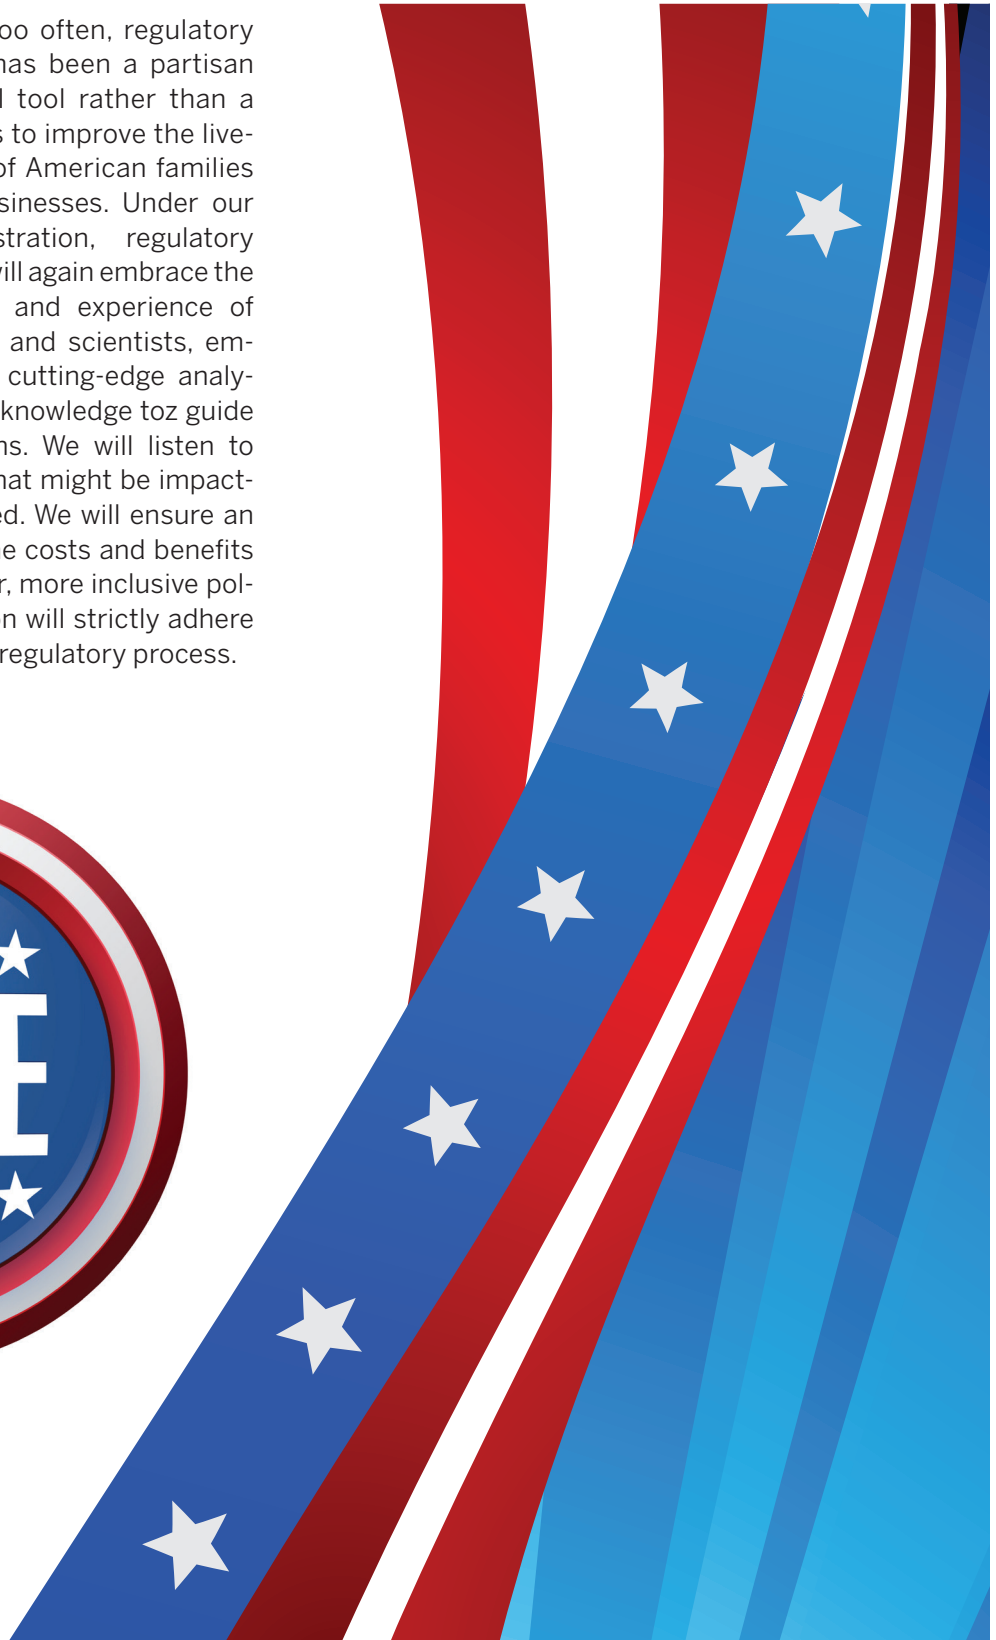 oo often, regulatory
has been a partisan
tool rather than a
to improve the live-
of American families
sinesses. Under our
stration, regulatory
will again embrace the
and experience of
and scientists, em-
cutting-edge analy-
knowledge toz guide
ns. We will listen to
hat might be impact-
ed. We will ensure an
he costs and benefits
r, more inclusive pol-
on will strictly adhere
regulatory process.
E